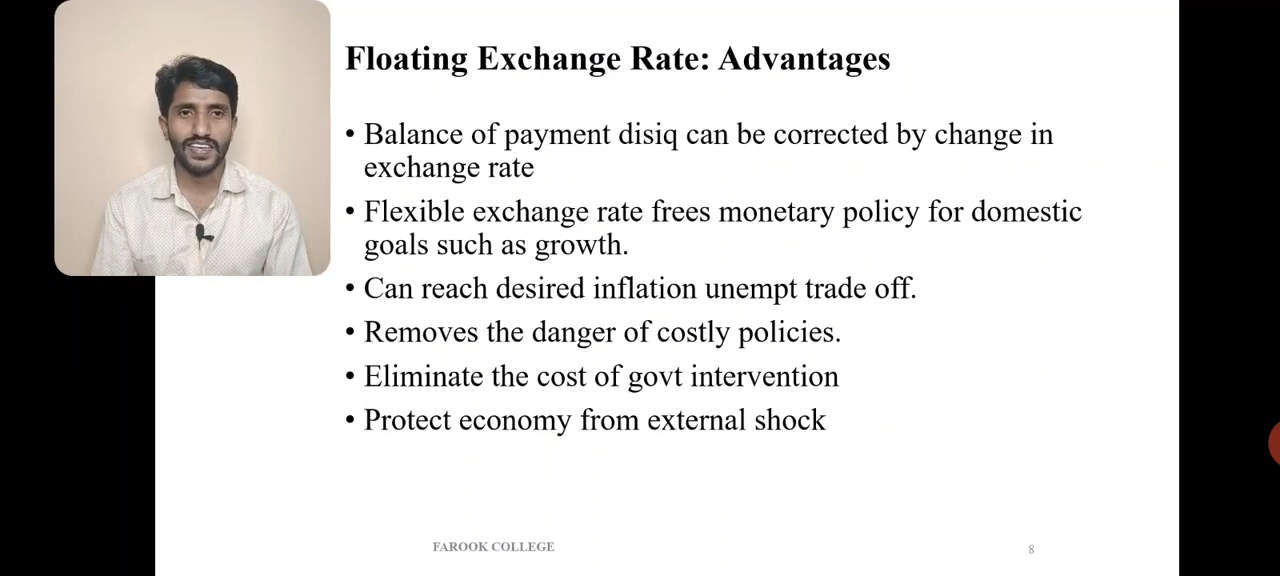 Floating Exchange Rate: Advantages
• Balance of payment disiq can be corrected by change in
exchange rate
• Flexible exchange rate frees monetary policy for domestic
goals such as growth.
• Can reach desired inflation unempt trade off.
• Removes the danger of costly policies.
• Eliminate the cost of govt intervention
• Protect economy from external shock
FAROOK COLLEGE
8